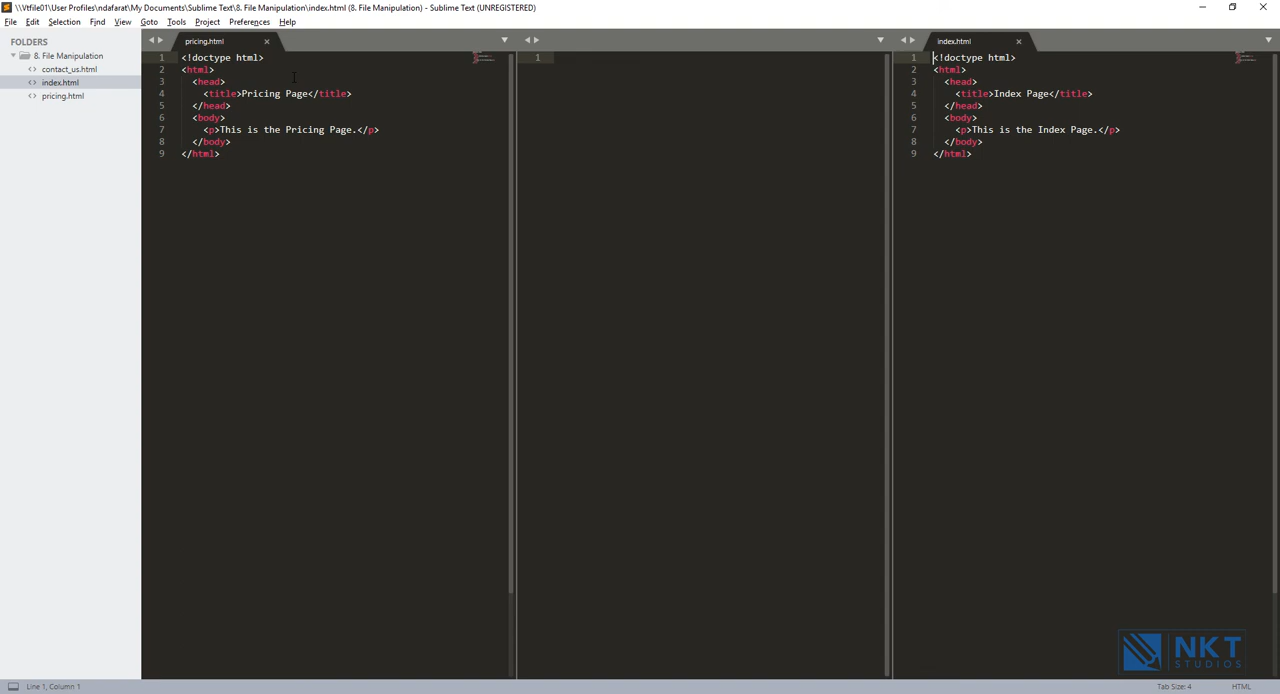 \\Vtfile01\User Profiles\ndafarat\My Documents\Sublime Text\8. File Manipulation\index.html (8. File Manipulation) - Sublime Text (UNREGISTERED)
File Edit Selection Find View Goto Tools Project Preferences Help
FOLDERS
8. File Manipulation
<> contact_us.html
<> index.html
<> pricing.html
pricing.html
1 <!doctype html>
2 <html>
3 <head>
4 <title>Pricing Page</title>
5 </head>
6 <body>
7 <p>This is the Pricing Page.</p>
8 </body>
9 </html>
1
index.html
1 <!doctype html>
2 <html>
3 <head>
4 <title>Index Page</title>
5 </head>
6 <body>
7 <p>This is the Index Page.</p>
8 </body>
9 </html>
NKT
STUDIOS
Line 1, Column 1
Tab Size: 4
HTML